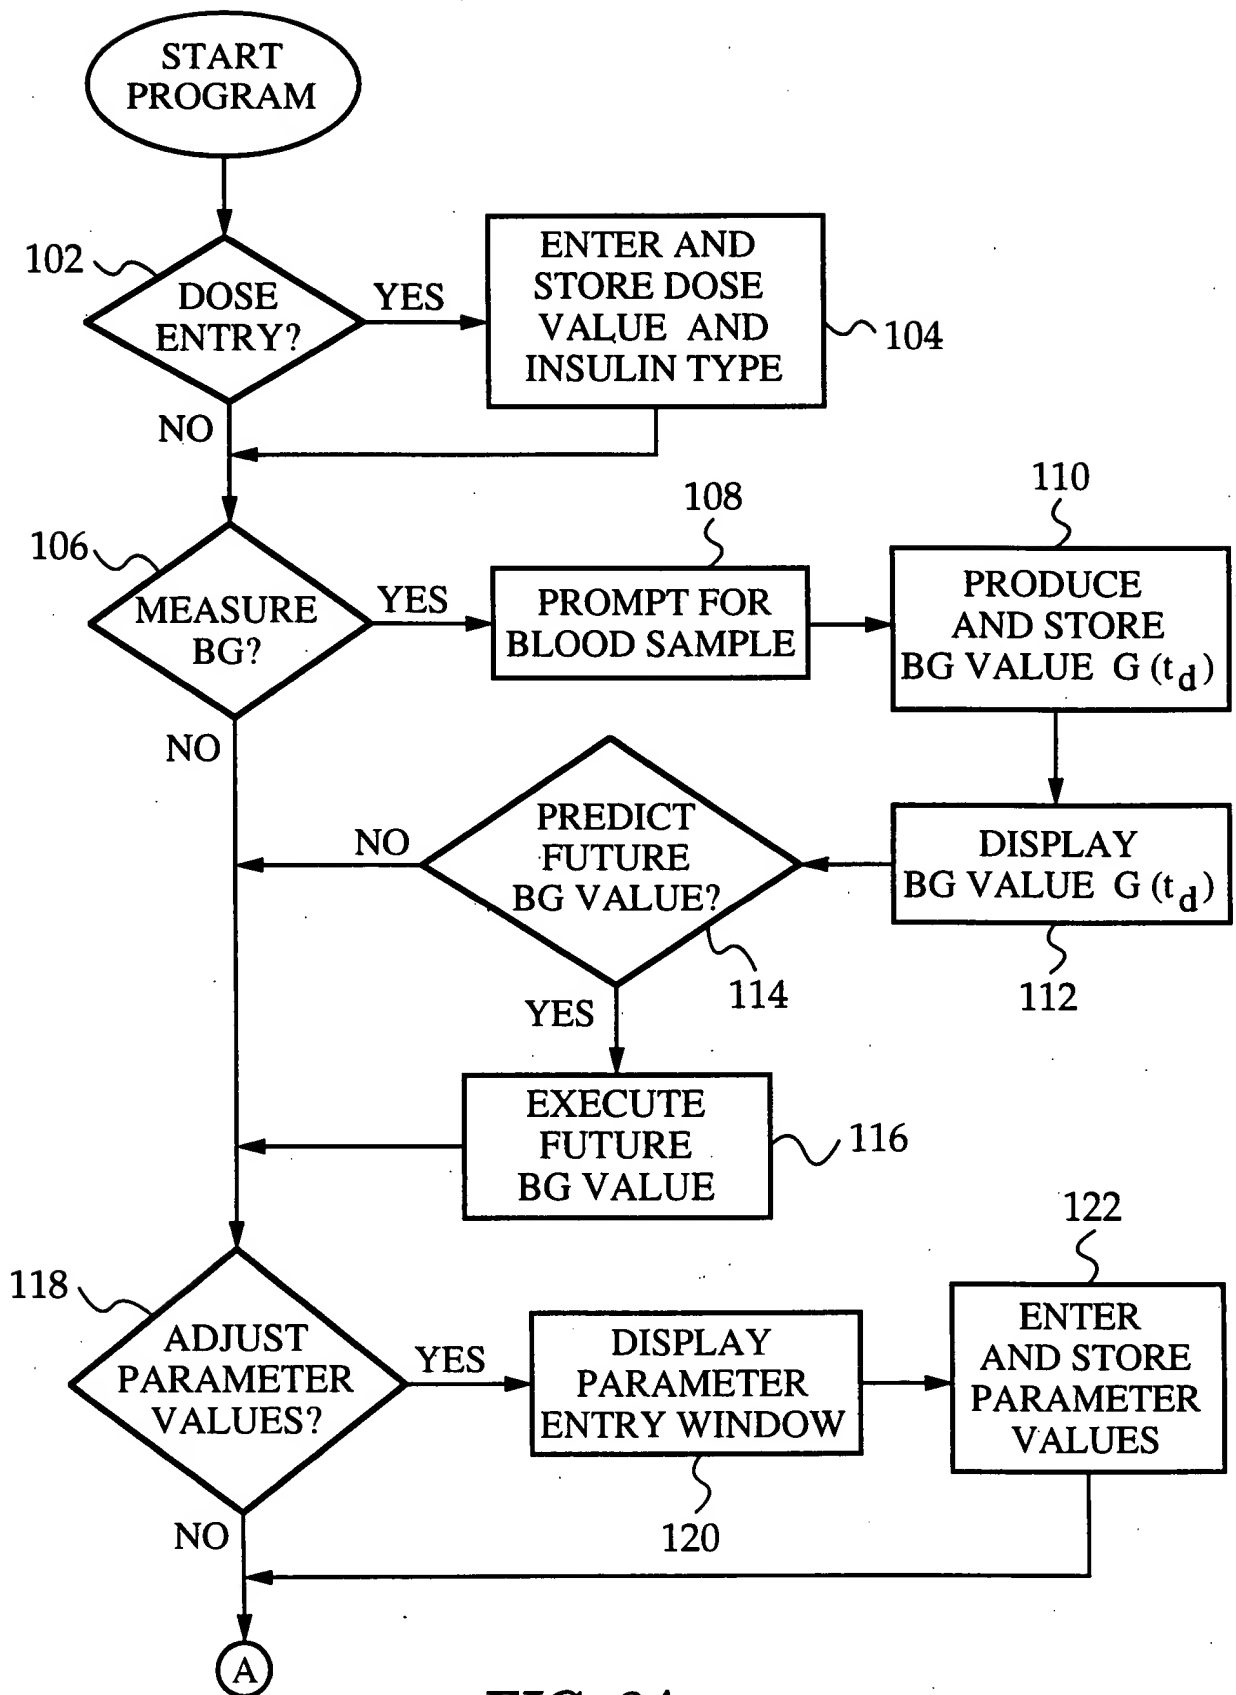 START
PROGRAM
102
DOSE
ENTRY?
YES
ENTER AND
STORE DOSE
VALUE AND
INSULIN TYPE
104
NO
106
MEASURE
BG?
YES
108
PROMPT FOR
BLOOD SAMPLE
110
PRODUCE
AND STORE
BG VALUE G (td)
NO
PREDICT
FUTURE
BG VALUE?
NO
DISPLAY
BG VALUE G (td)
112
114
YES
EXECUTE
FUTURE
BG VALUE
116
118
ADJUST
PARAMETER
VALUES?
YES
DISPLAY
PARAMETER
ENTRY WINDOW
120
122
ENTER
AND STORE
PARAMETER
VALUES
NO
A